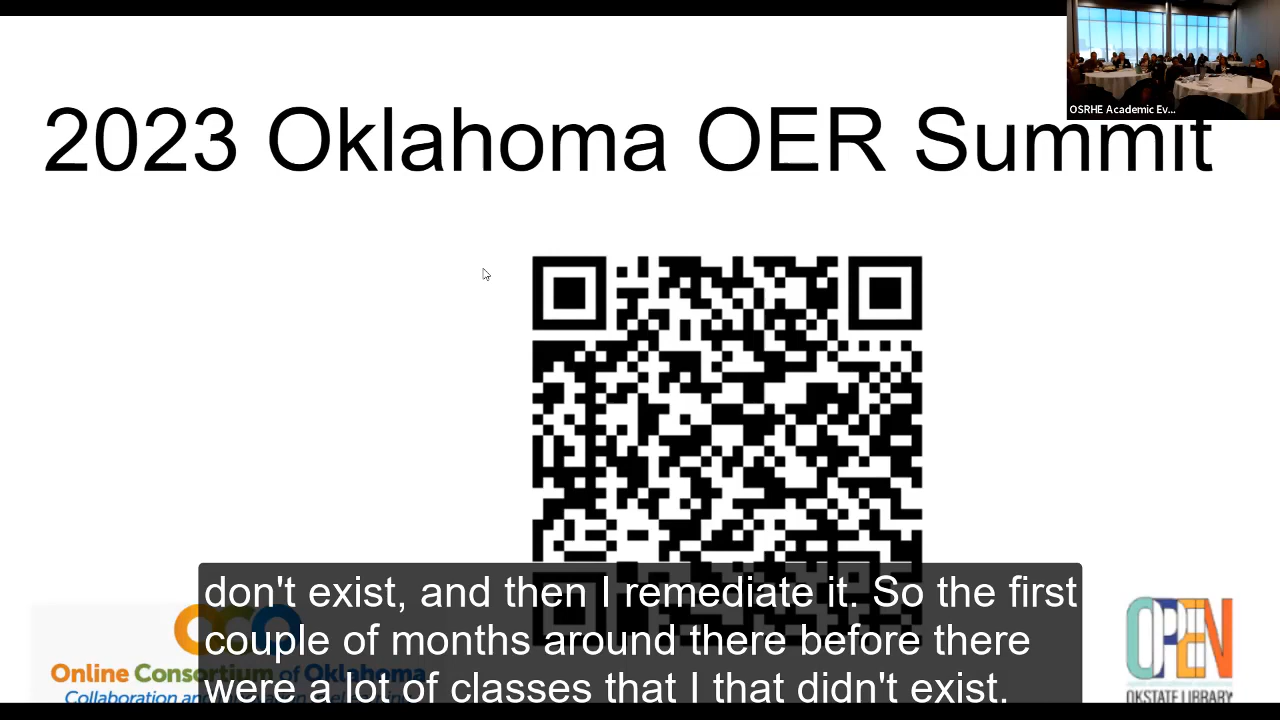 OSRHE Academic Ev...
2023 Oklahoma OER Summit
don't exist, and then I remediate it. So the first
couple of months around there before there
were a lot of classes that I that didn't exist.
Online Consortium of Oklahoma
Collaboration
OPEN
OKSTATE LIBRARY